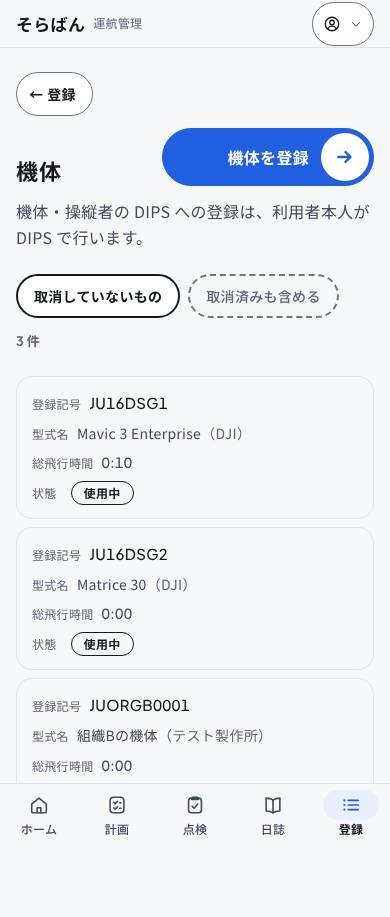 そらばん 運航管理
← 登録
機体を登録 →
機体
機体・操縦者の DIPS への登録は、利用者本人が
DIPS で行います。
取消していないもの 取消済みも含める
3 件
登録記号 JU16DSG1
型式名 Mavic 3 Enterprise（DJI）
総飛行時間 0:10
状態 使用中
登録記号 JU16DSG2
型式名 Matrice 30（DJI）
総飛行時間 0:00
状態 使用中
登録記号 JUORGB0001
型式名 組織Bの機体（テスト製作所）
総飛行時間 0:00
ホーム 計画 点検 日誌 登録